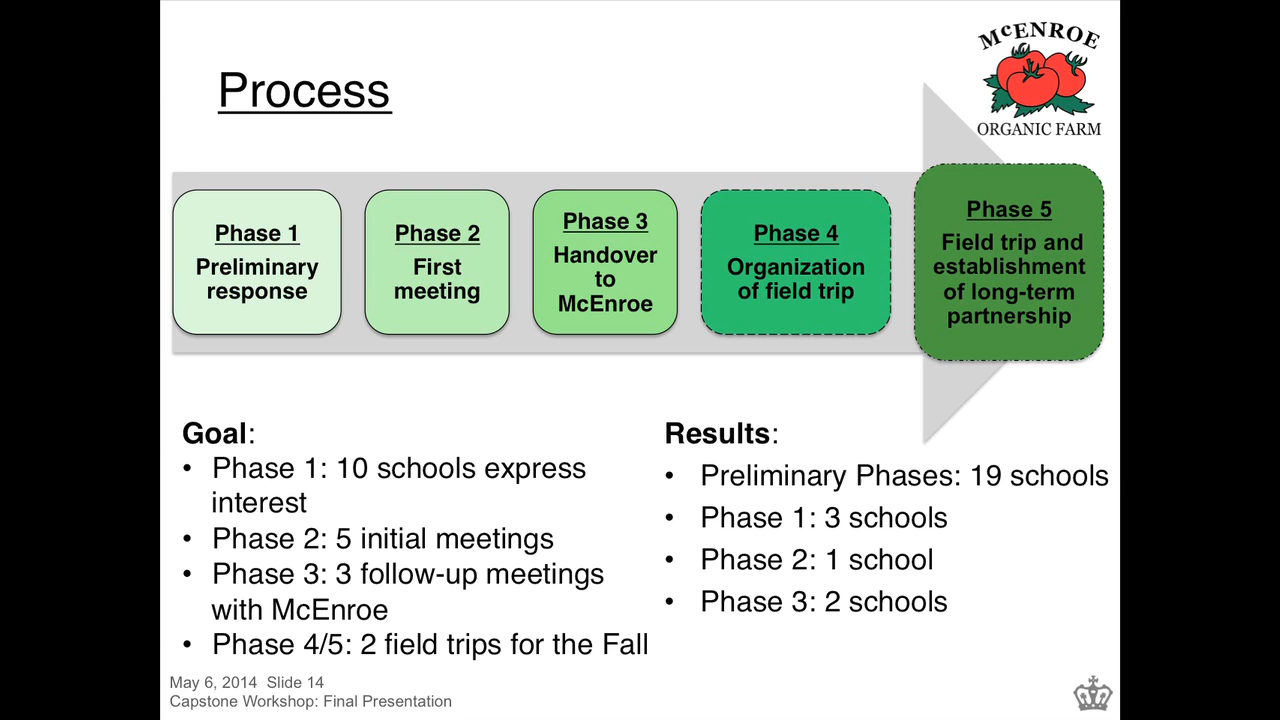 McENROE
ORGANIC FARM
Process
Phase 1
Preliminary
response
Phase 2
First
meeting
Phase 3
Handover
to
McEnroe
Phase 4
Organization
of field trip
Phase 5
Field trip and
establishment
of long-term
partnership
Goal:
• Phase 1: 10 schools express
interest
• Phase 2: 5 initial meetings
• Phase 3: 3 follow-up meetings
with McEnroe
• Phase 4/5: 2 field trips for the Fall
Results:
• Preliminary Phases: 19 schools
• Phase 1: 3 schools
• Phase 2: 1 school
• Phase 3: 2 schools
May 6, 2014 Slide 14
Capstone Workshop: Final Presentation